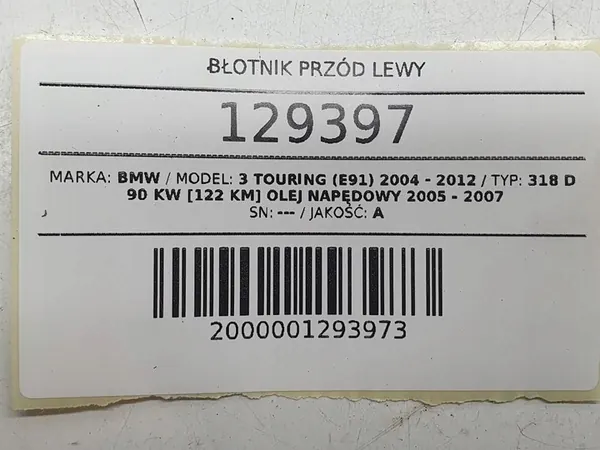 BŁOTNIK PRZÓD LEWY
129397
MARKA: BMW / MODEL: 3 TOURING (E91) 2004 - 2012 / TYP: 318 D
90 KW [122 KM] OLEJ NAPĘDOWY 2005 - 2007
SN: --- / JAKOŚĆ: A
2000001293973